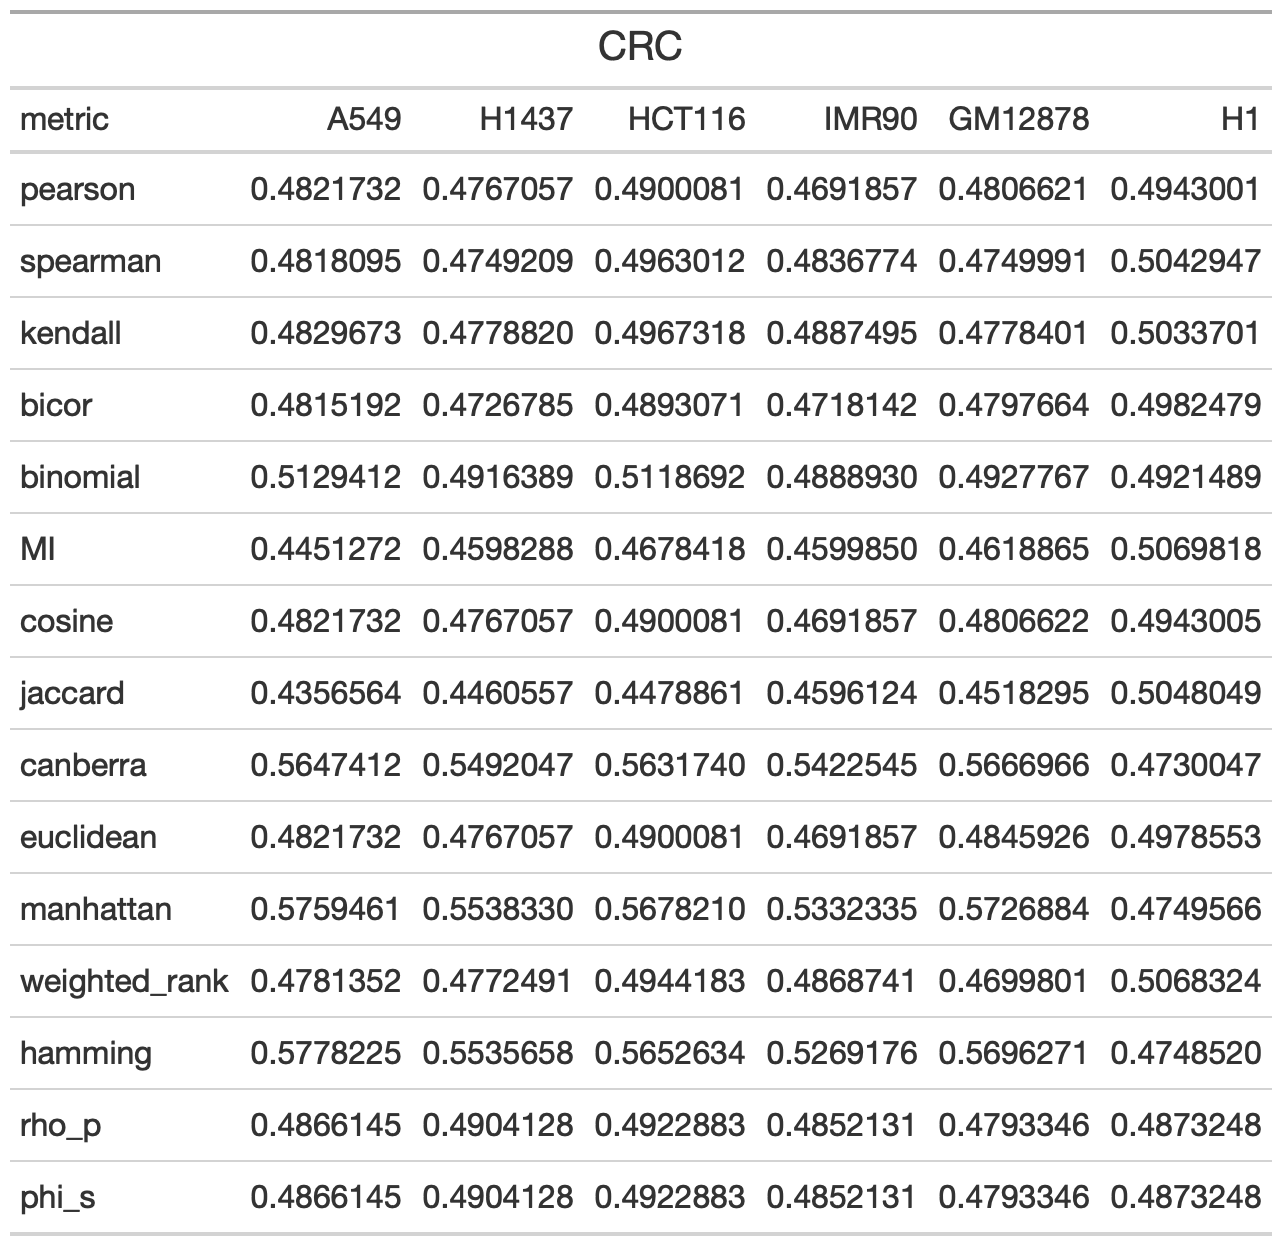 CRC
metric A549 H1437 HCT116 IMR90 GM12878 H1
pearson 0.4821732 0.4767057 0.4900081 0.4691857 0.4806621 0.4943001
spearman 0.4818095 0.4749209 0.4963012 0.4836774 0.4749991 0.5042947
kendall 0.4829673 0.4778820 0.4967318 0.4887495 0.4778401 0.5033701
bicor 0.4815192 0.4726785 0.4893071 0.4718142 0.4797664 0.4982479
binomial 0.5129412 0.4916389 0.5118692 0.4888930 0.4927767 0.4921489
MI 0.4451272 0.4598288 0.4678418 0.4599850 0.4618865 0.5069818
cosine 0.4821732 0.4767057 0.4900081 0.4691857 0.4806622 0.4943005
jaccard 0.4356564 0.4460557 0.4478861 0.4596124 0.4518295 0.5048049
canberra 0.5647412 0.5492047 0.5631740 0.5422545 0.5666966 0.4730047
euclidean 0.4821732 0.4767057 0.4900081 0.4691857 0.4845926 0.4978553
manhattan 0.5759461 0.5538330 0.5678210 0.5332335 0.5726884 0.4749566
weighted_rank 0.4781352 0.4772491 0.4944183 0.4868741 0.4699801 0.5068324
hamming 0.5778225 0.5535658 0.5652634 0.5269176 0.5696271 0.4748520
rho_p 0.4866145 0.4904128 0.4922883 0.4852131 0.4793346 0.4873248
phi_s 0.4866145 0.4904128 0.4922883 0.4852131 0.4793346 0.4873248